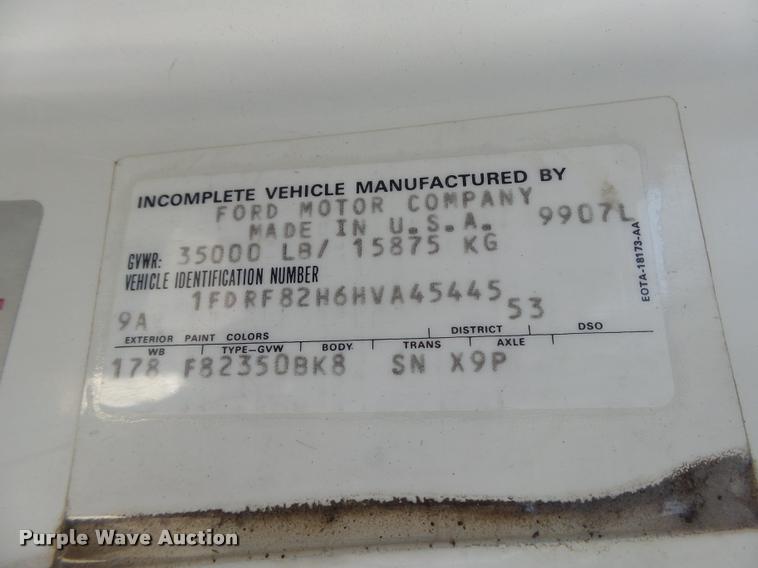 INCOMPLETE VEHICLE MANUFACTURED BY
FORD MOTOR COMPANY
MADE IN U.S.A. 9907L
GVWR: 35000 LB/ 15875 KG
VEHICLE IDENTIFICATION NUMBER
1FDRF82H6HVA45445
9A 53
EXTERIOR PAINT COLORS DISTRICT DSO
WB TYPE-GVW BODY TRANS AXLE
178 F82350BK8 SN X9P
EOTA-18173-AA
Purple Wave Auction